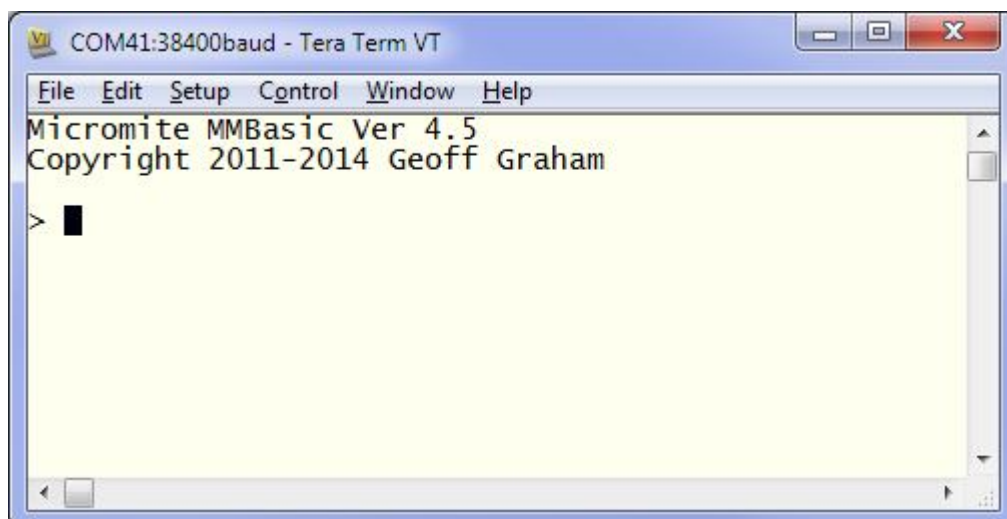 COM41:38400baud - Tera Term VT
File Edit Setup Control Window Help
Micromite MMBasic Ver 4.5
Copyright 2011-2014 Geoff Graham
>